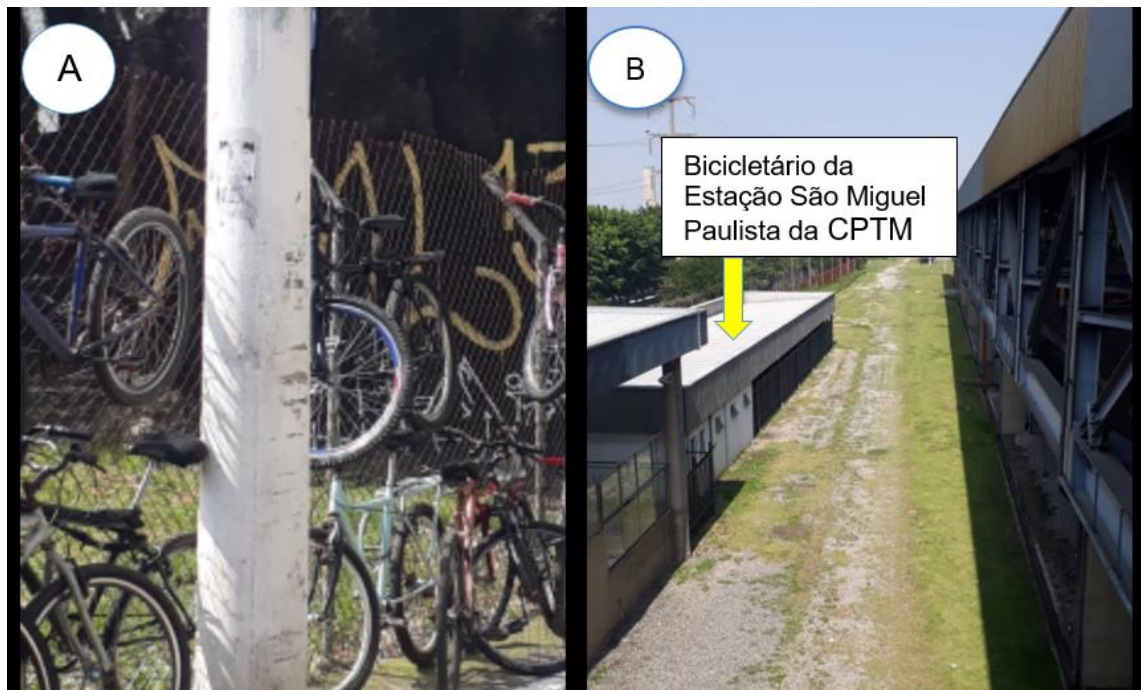 A
B
Bicicletário da
Estação São Miguel
Paulista da CPTM